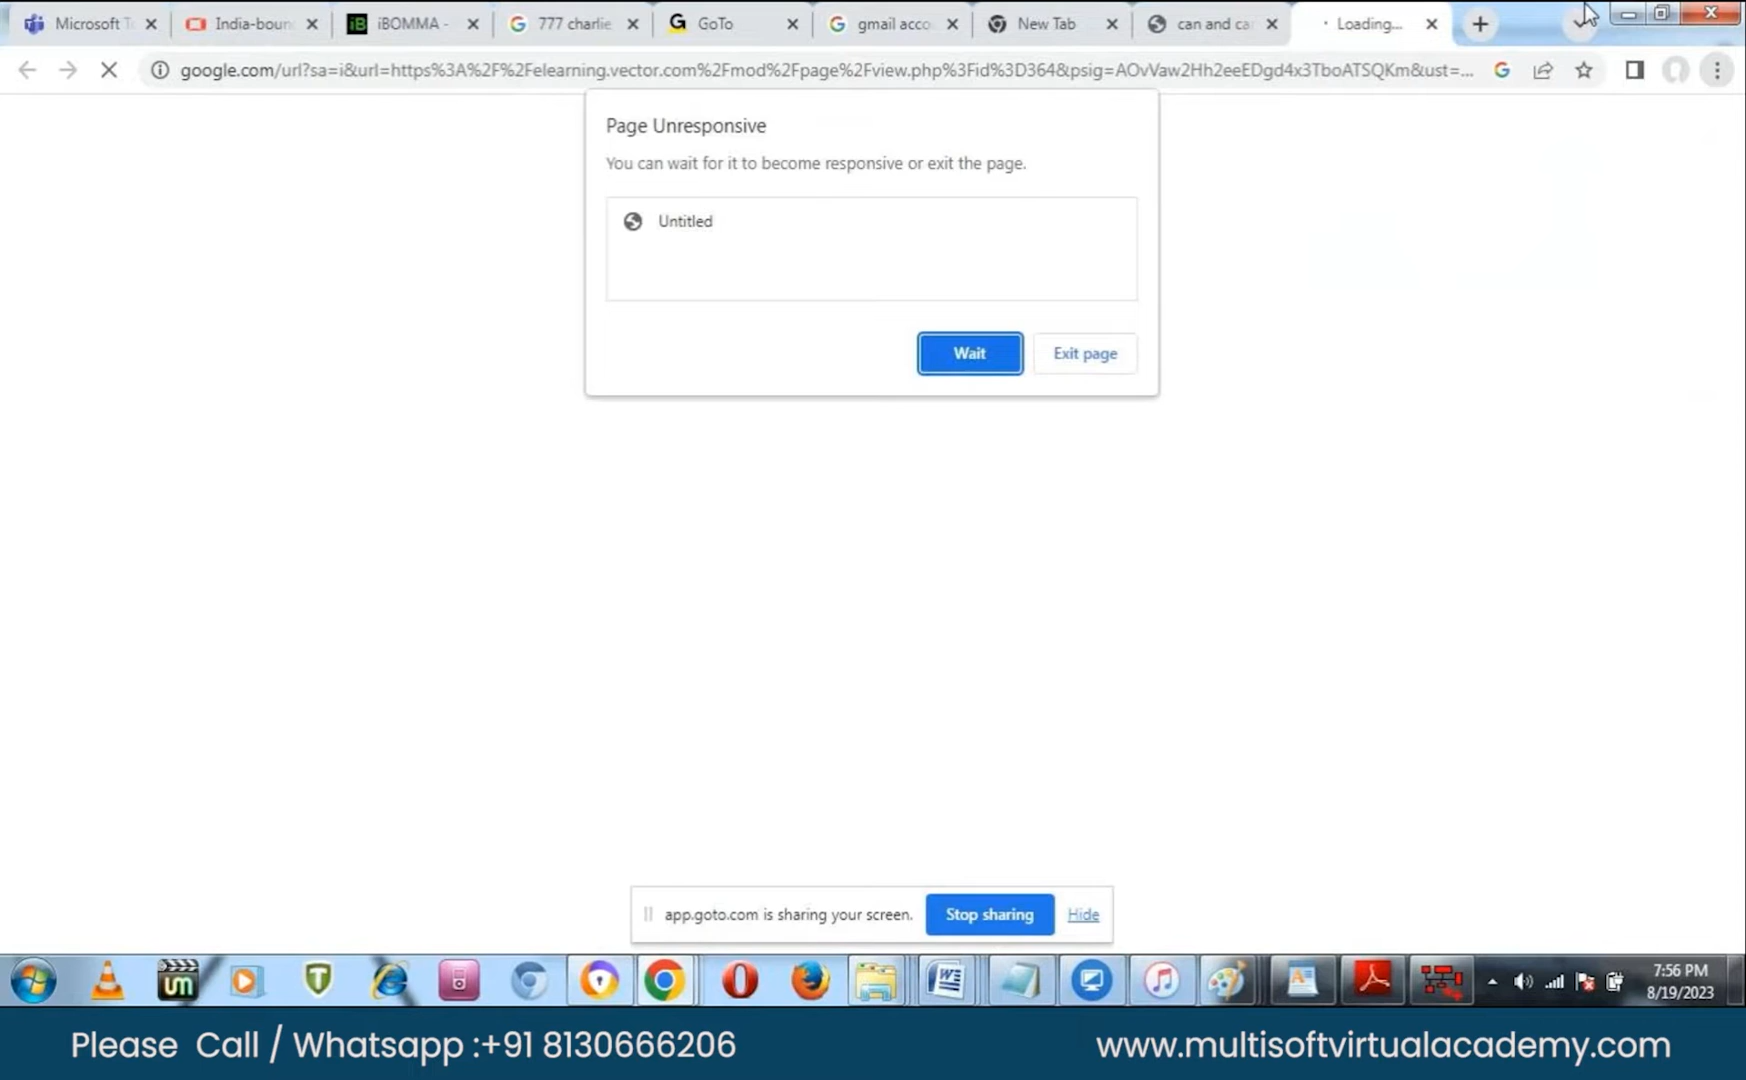 Microsoft T
India-boun
iBOMMA -
777 charlie
GoTo
gmail acco
New Tab
can and ca
Loading...
google.com/url?sa=i&url=https%3A%2F%2Felearning.vector.com%2Fmod%2Fpage%2Fview.php%3Fid%3D364&psig=AOvVaw2Hh2eeEDgd4x3TboATSQKm&ust=...
Page Unresponsive
You can wait for it to become responsive or exit the page.
Untitled
Wait
Exit page
app.goto.com is sharing your screen.
Stop sharing
Hide
7:56 PM
8/19/2023
Please Call / Whatsapp :+91 8130666206
www.multisoftvirtualacademy.com